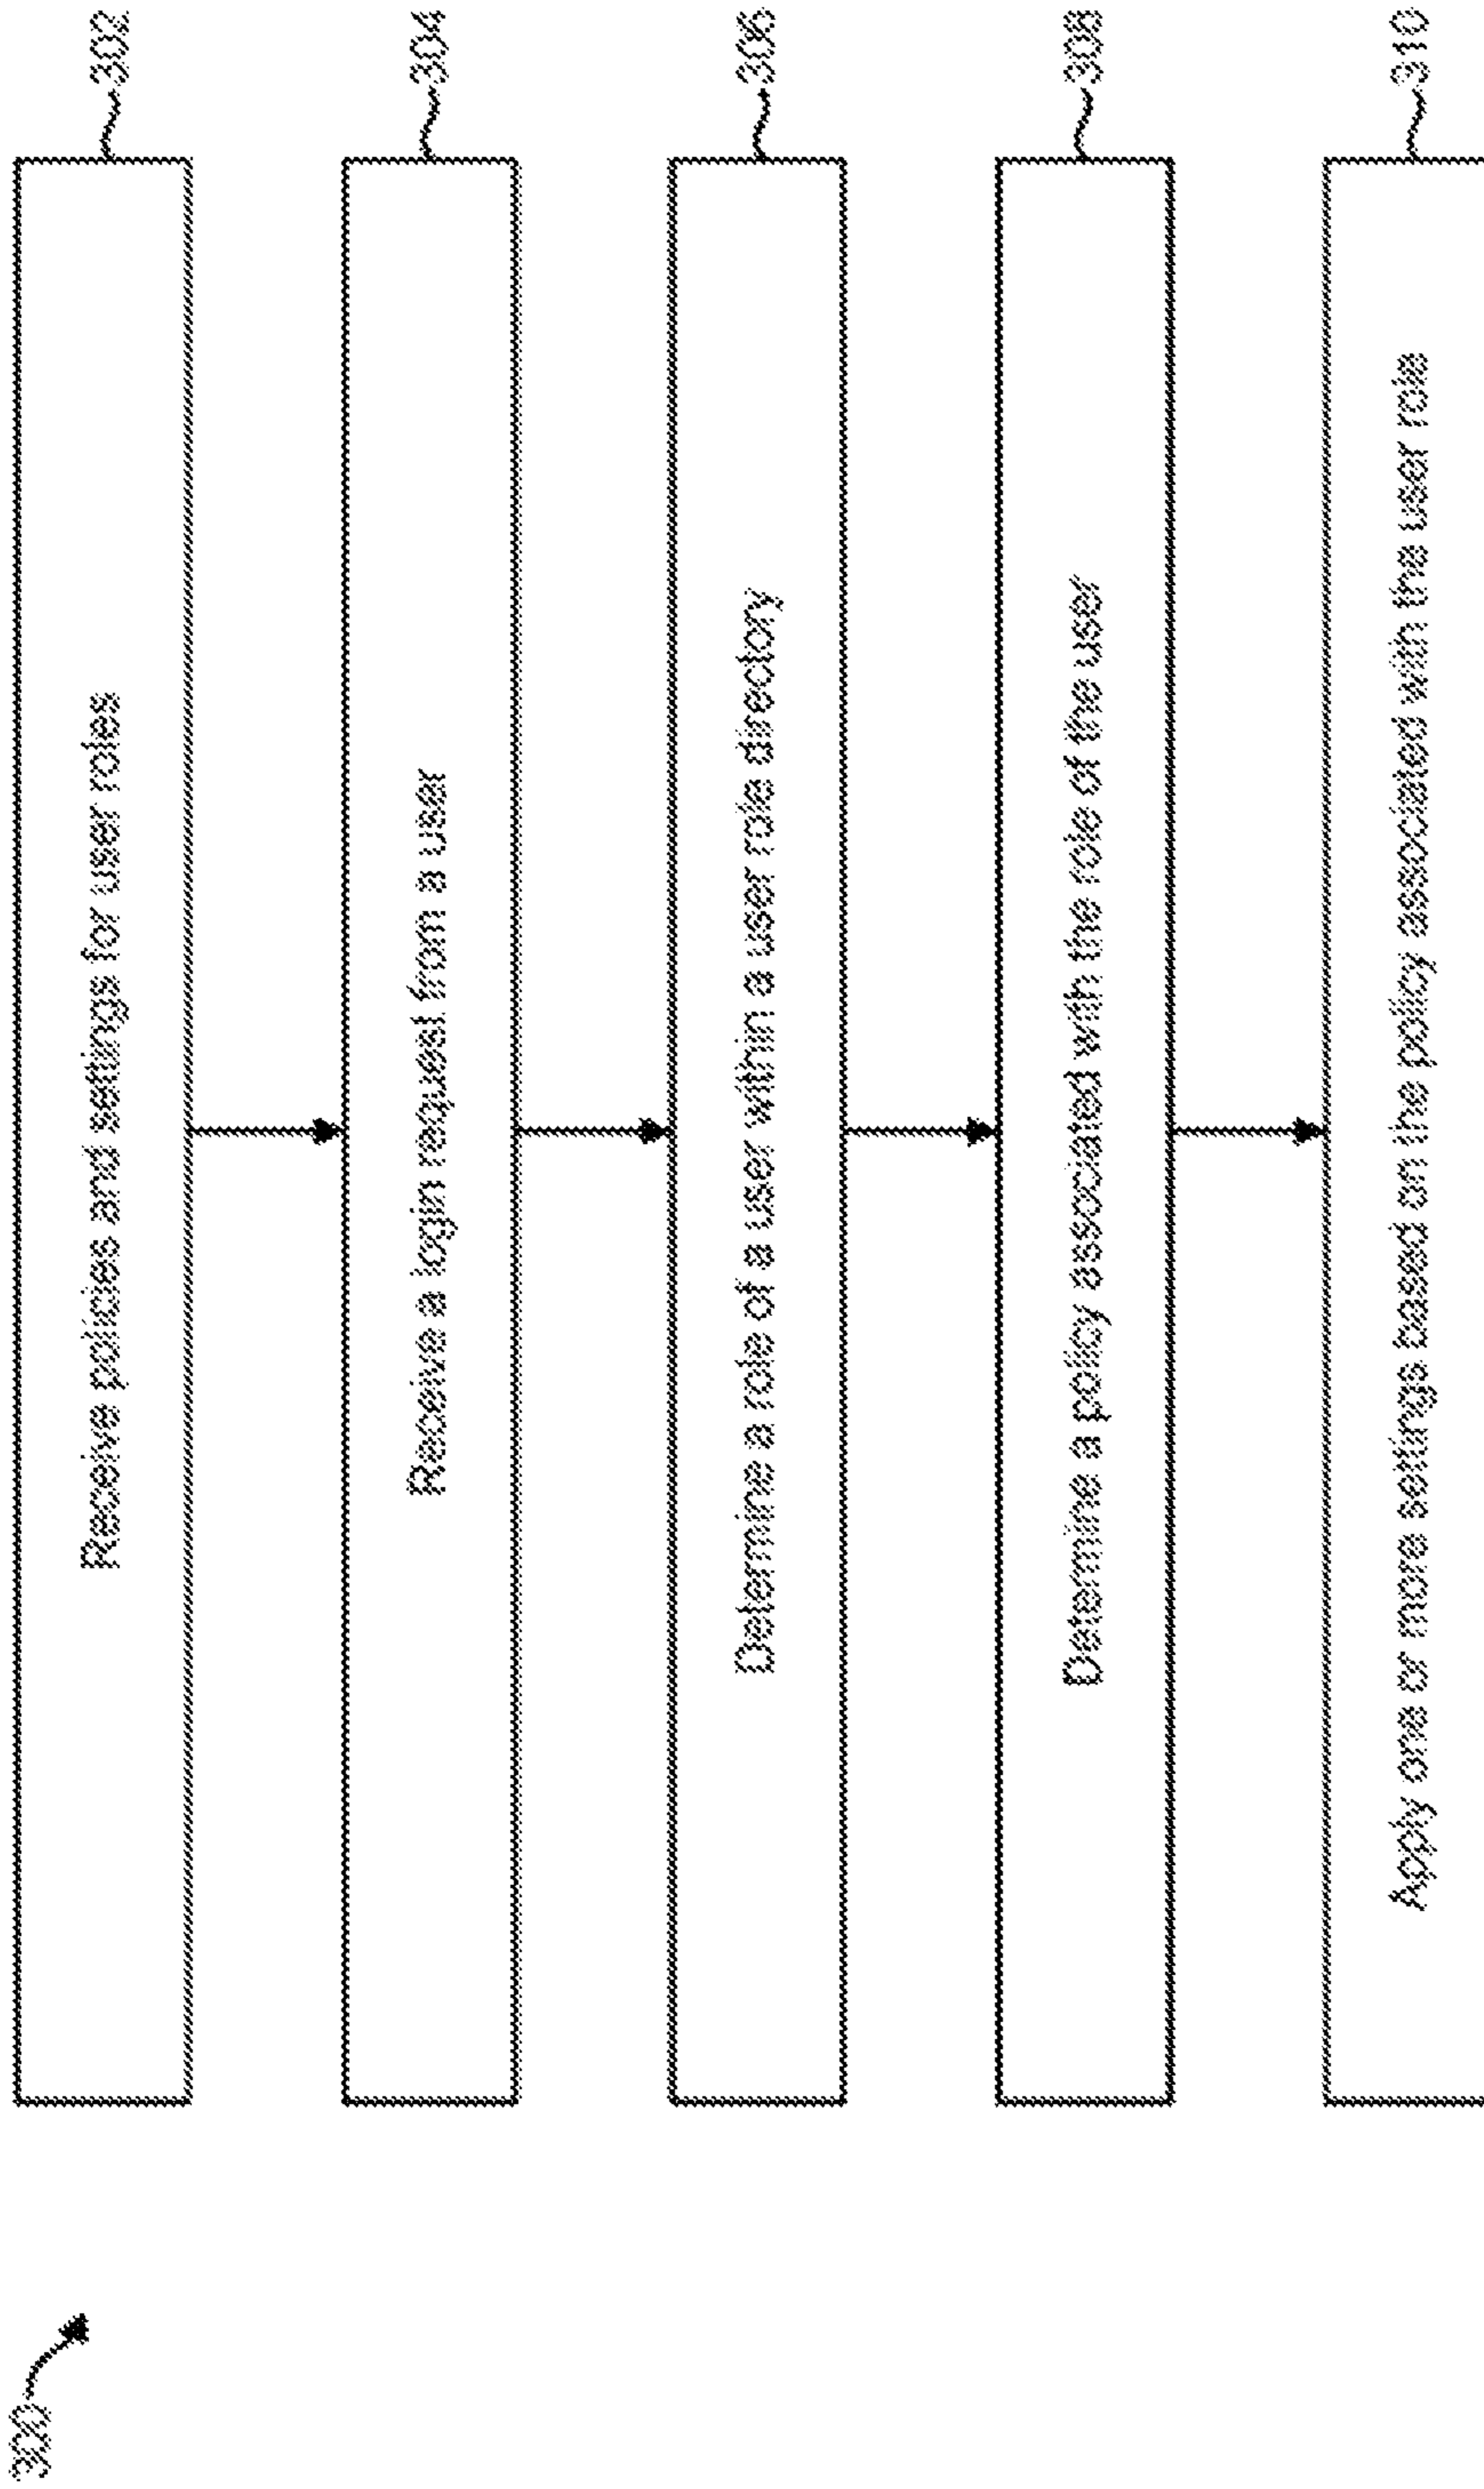 300
Receive policies and settings for user roles
302
Receive a login request from a user
304
Determine a role of a user within a user role directory
306
Determine a policy associated with the role of the user
308
Apply one or more settings based on the policy associated with the user role
310